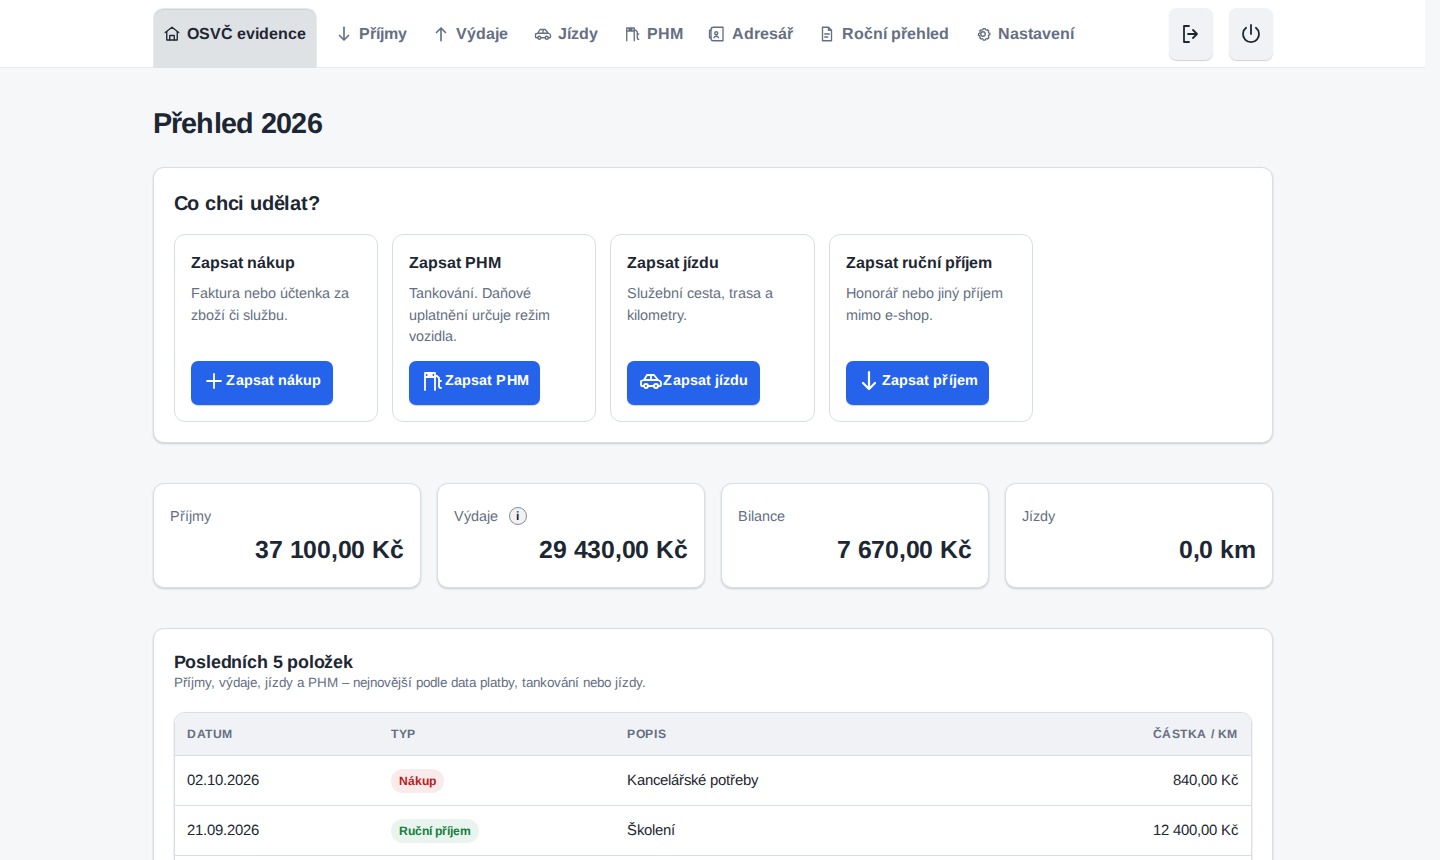 OSVČ evidence
Příjmy
Výdaje
Jízdy
PHM
Adresář
Roční přehled
Nastavení
Přehled 2026
Co chci udělat?
Zapsat nákup
Faktura nebo účtenka za
zboží či službu.
Zapsat nákup
Zapsat PHM
Tankování. Daňové
uplatnění určuje režim
vozidla.
Zapsat PHM
Zapsat jízdu
Služební cesta, trasa a
kilometry.
Zapsat jízdu
Zapsat ruční příjem
Honorář nebo jiný příjem
mimo e-shop.
Zapsat příjem
Příjmy
37 100,00 Kč
Výdaje i
29 430,00 Kč
Bilance
7 670,00 Kč
Jízdy
0,0 km
Posledních 5 položek
Příjmy, výdaje, jízdy a PHM – nejnovější podle data platby, tankování nebo jízdy.
DATUM TYP POPIS ČÁSTKA / KM
02.10.2026 Nákup Kancelářské potřeby 840,00 Kč
21.09.2026 Ruční příjem Školení 12 400,00 Kč